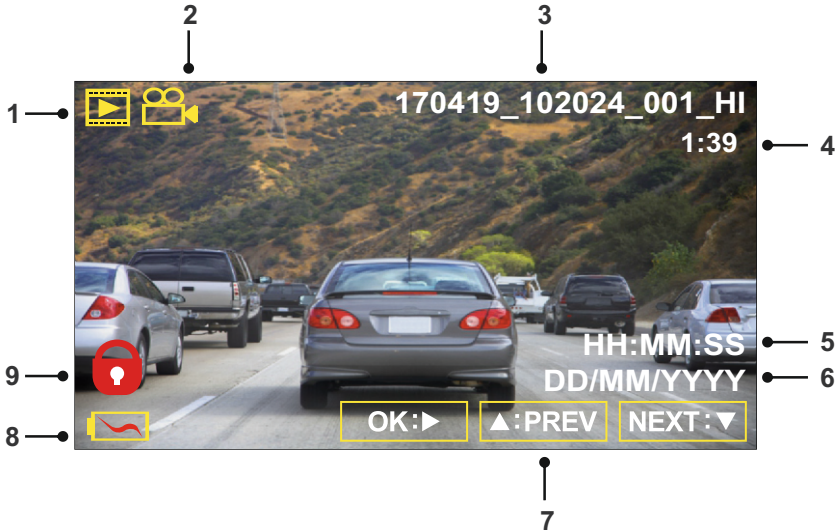 2
3
1
170419_102024_001_HI
1:39
4
HH:MM:SS
5
9
DD/MM/YYYY
6
8
OK:▶
▲:PREV
NEXT:▼
7